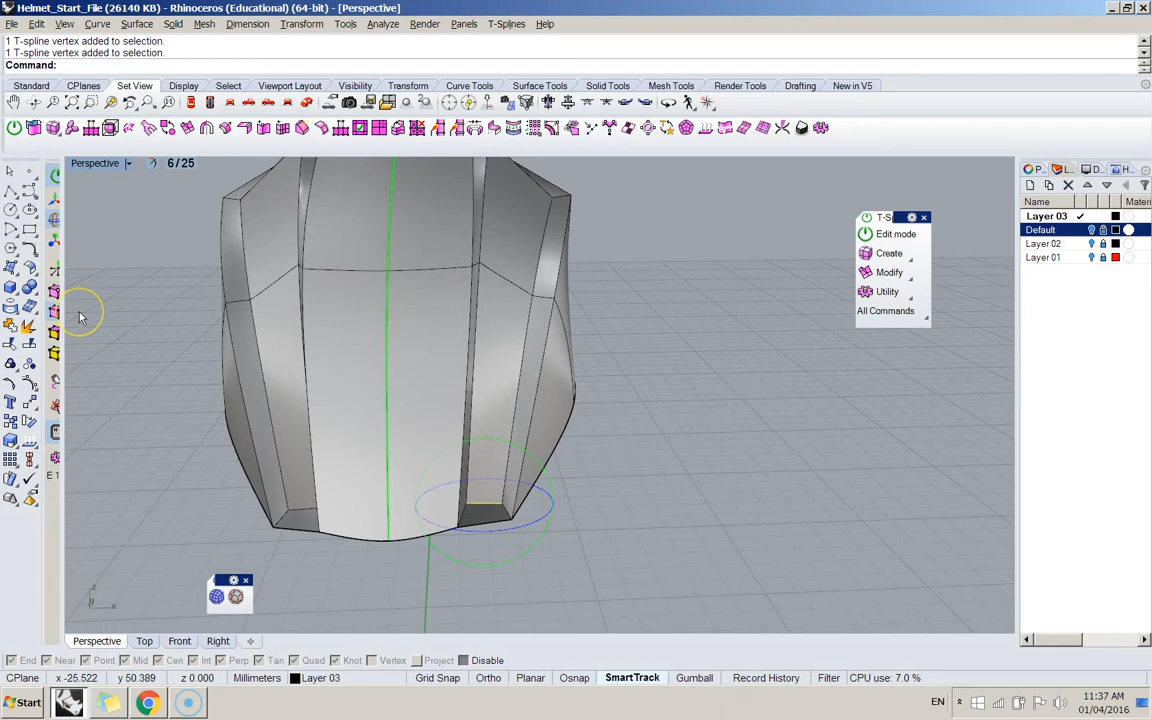 Helmet_Start_File (26140 KB) - Rhinoceros (Educational) (64-bit) - [Perspective]
File Edit View Curve Surface Solid Mesh Dimension Transform Tools Analyze Render Panels T-Splines Help
1 T-spline vertex added to selection.
1 T-spline vertex added to selection.
Command:
Standard CPlanes Set View Display Select Viewport Layout Visibility Transform Curve Tools Surface Tools Solid Tools Mesh Tools Render Tools Drafting New in V5
Perspective 6/25
Name Materi
Layer 03
Default
Layer 02
Layer 01
T-S
Edit mode
Create
Modify
Utility
All Commands
z
y
x
Perspective Top Front Right
End Near Point Mid Cen Int Perp Tan Quad Knot Vertex Project Disable
CPlane x -25.522 y 50.389 z 0.000 Millimeters Layer 03 Grid Snap Ortho Planar Osnap SmartTrack Gumball Record History Filter CPU use: 7.0 %
Start EN 11:37 AM
01/04/2016